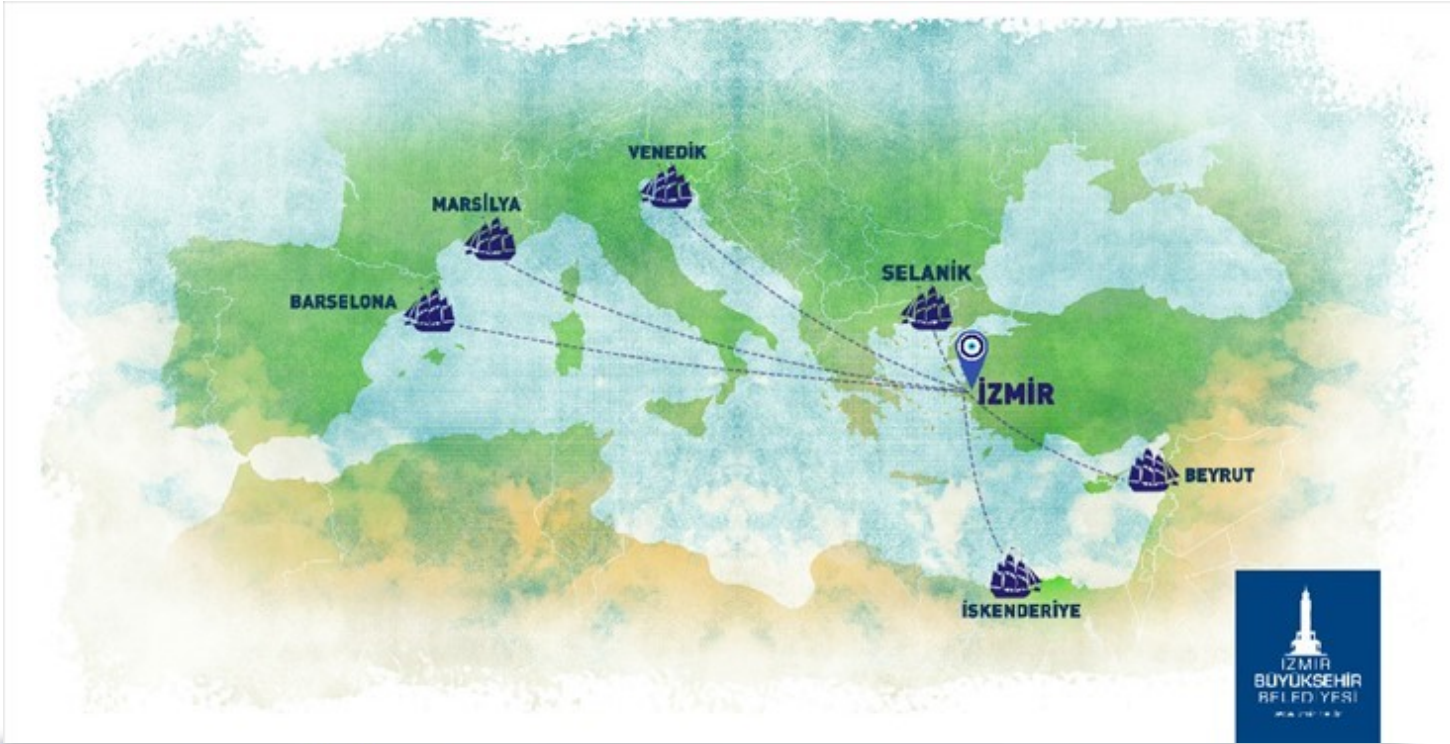 VENEDİK
MARSİLYA
SELANİK
BARSELONA
İZMİR
BEYRUT
İSKENDERİYE
İZMİR
BÜYÜKŞEHİR
BELEDİYESİ